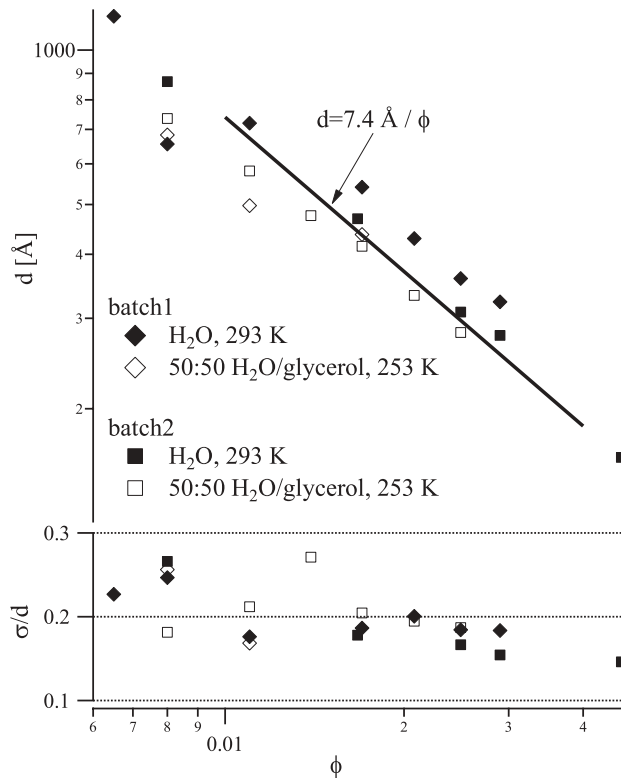 1000
9
8
7
6
5
4
3
2
d [Å]
d=7.4 Å / ϕ
batch1
H₂O, 293 K
50:50 H₂O/glycerol, 253 K
batch2
H₂O, 293 K
50:50 H₂O/glycerol, 253 K
0.3
0.2
0.1
σ/d
6 7 8 9 2 3 4
0.01
ϕ